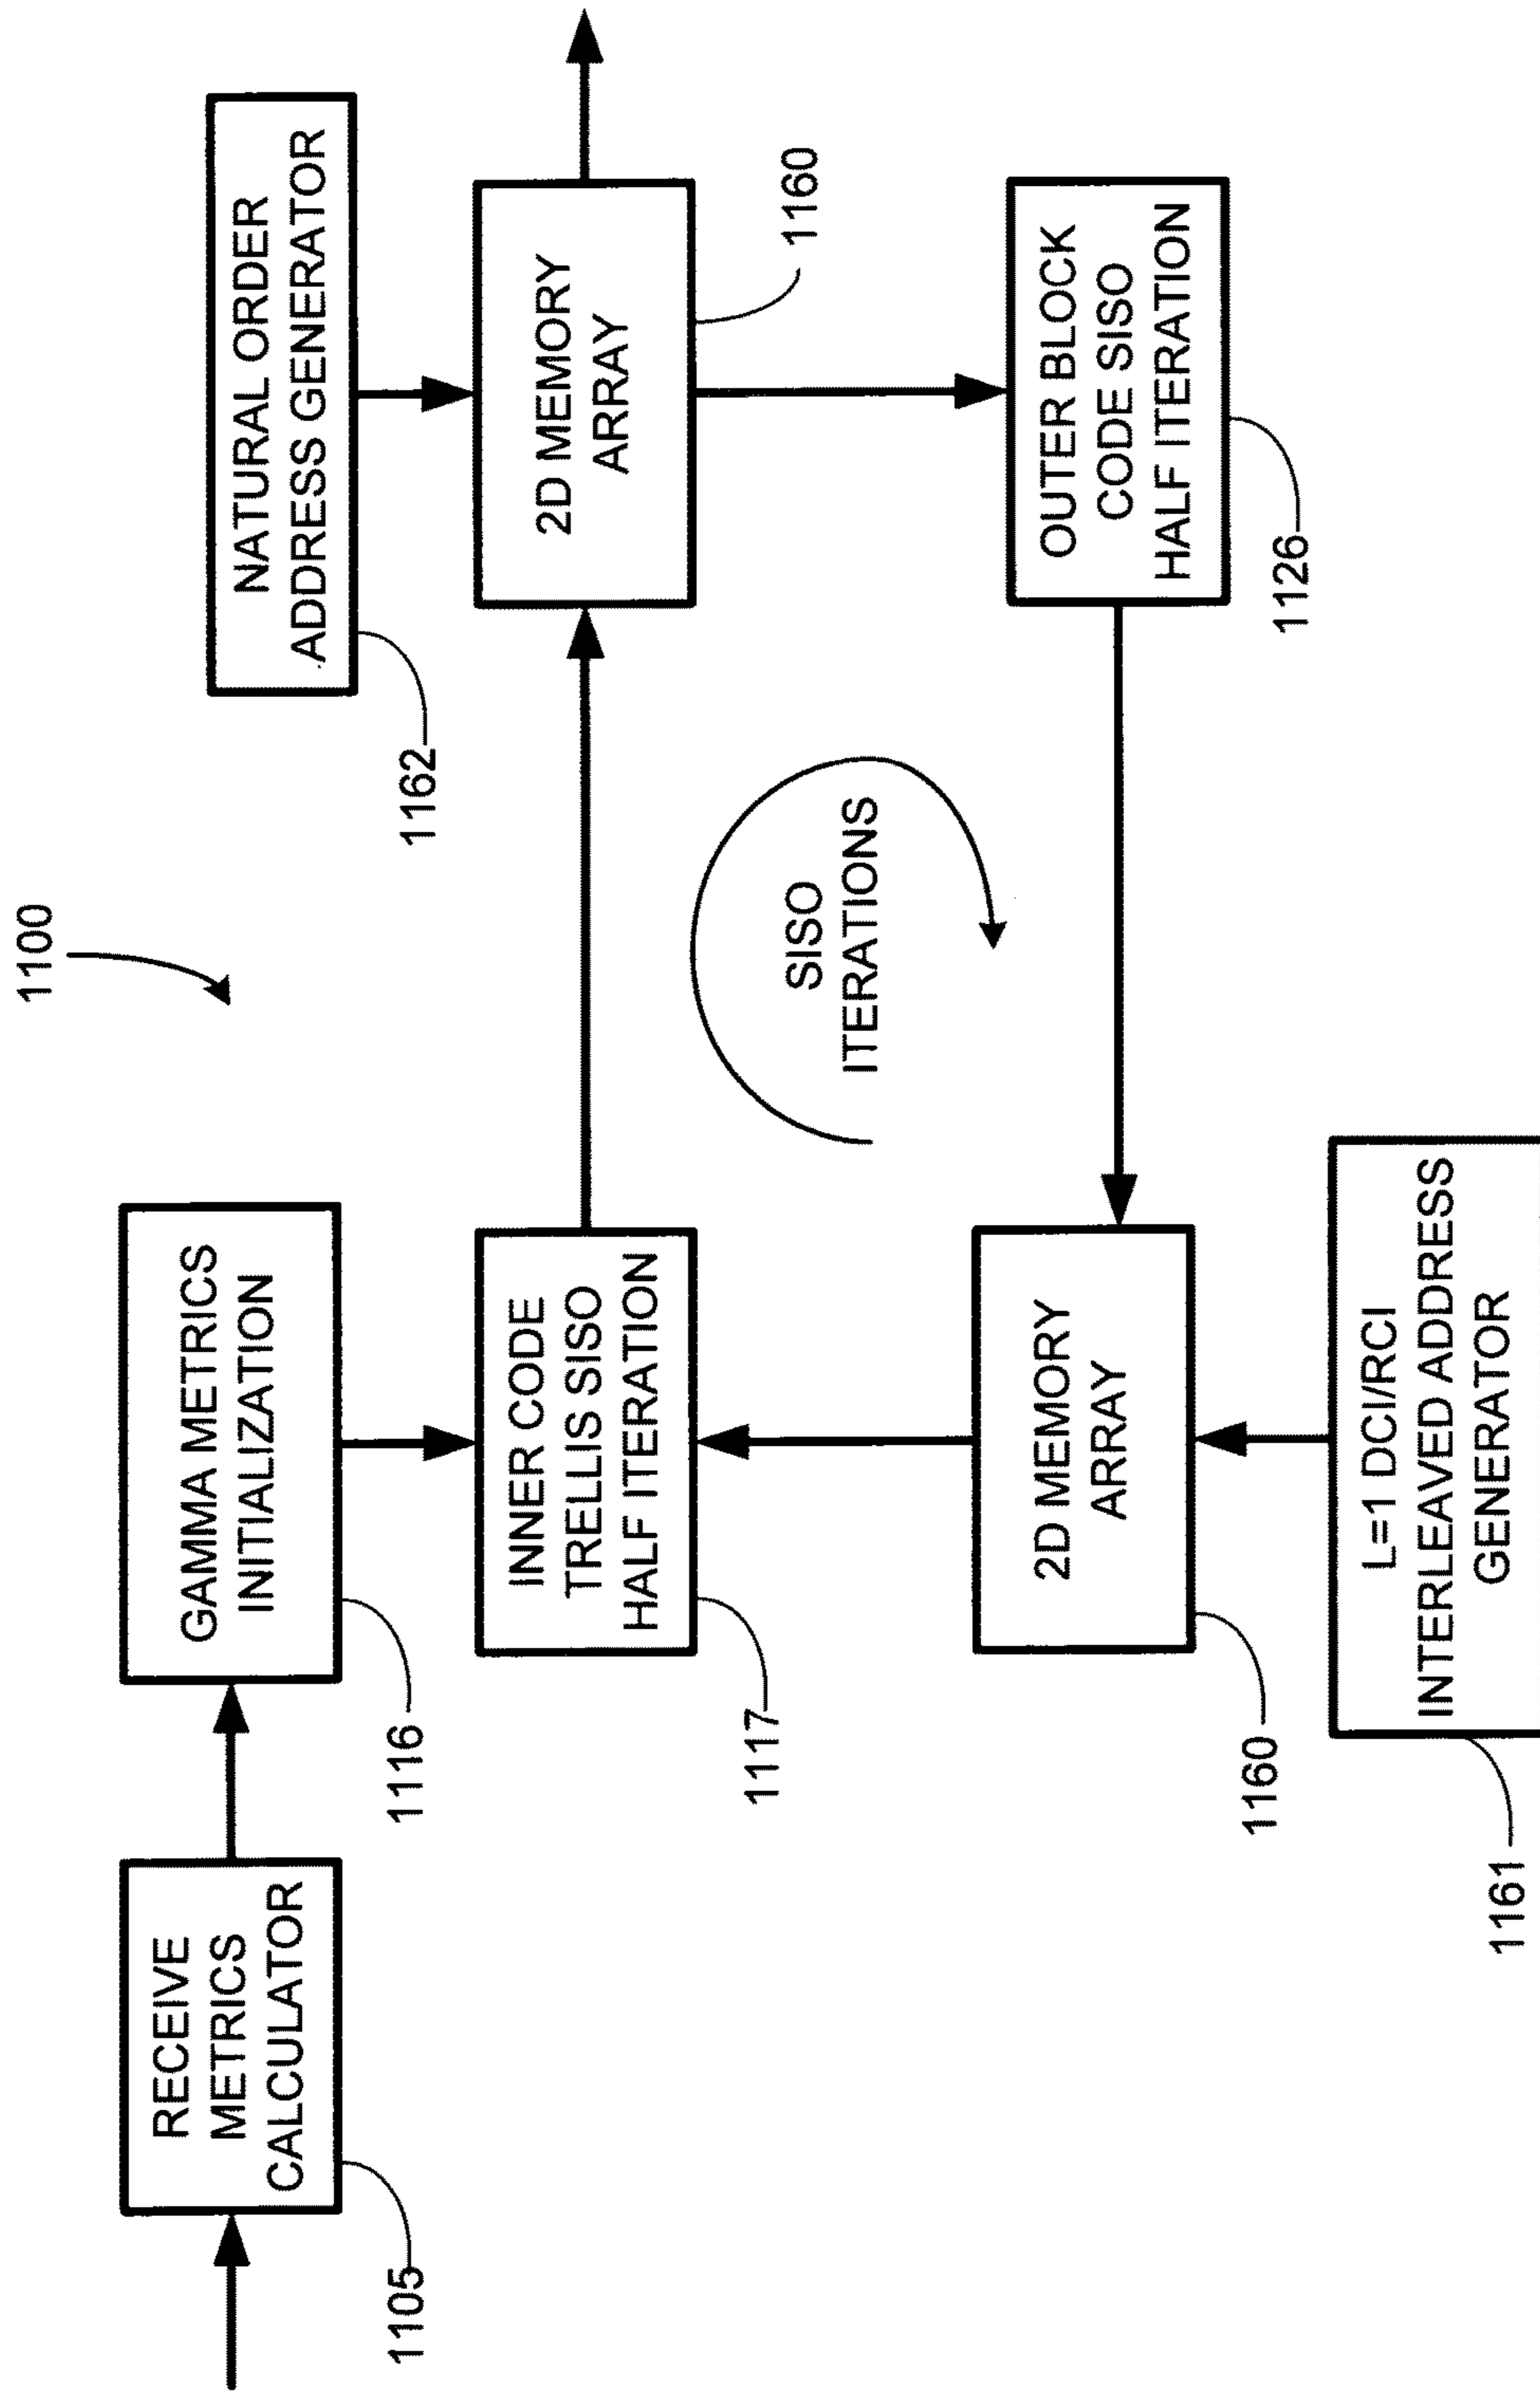 1100
RECEIVE
METRICS
CALCULATOR
1105
GAMMA METRICS
INITIALIZATION
1116
NATURAL ORDER
ADDRESS GENERATOR
1162
INNER CODE
TRELLIS SISO
HALF ITERATION
1117
2D MEMORY
ARRAY
1160
SISO
ITERATIONS
2D MEMORY
ARRAY
1160
OUTER BLOCK
CODE SISO
HALF ITERATION
1126
L=1 DCI/RCI
INTERLEAVED ADDRESS
GENERATOR
1161